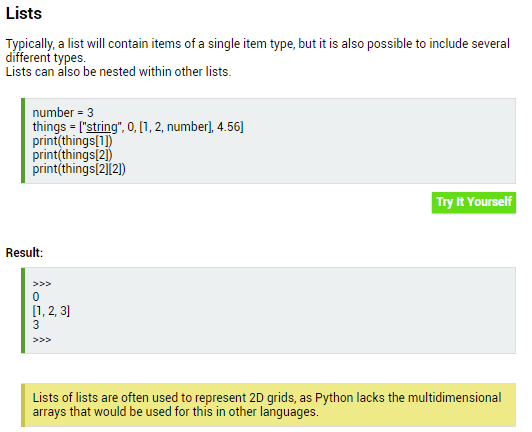 Lists
Typically, a list will contain items of a single item type, but it is also possible to include several
different types.
Lists can also be nested within other lists.
number = 3
things = ["string", 0, [1, 2, number], 4.56]
print(things[1])
print(things[2])
print(things[2][2])
Try It Yourself
Result:
>>>
0
[1, 2, 3]
3
>>>
Lists of lists are often used to represent 2D grids, as Python lacks the multidimensional
arrays that would be used for this in other languages.